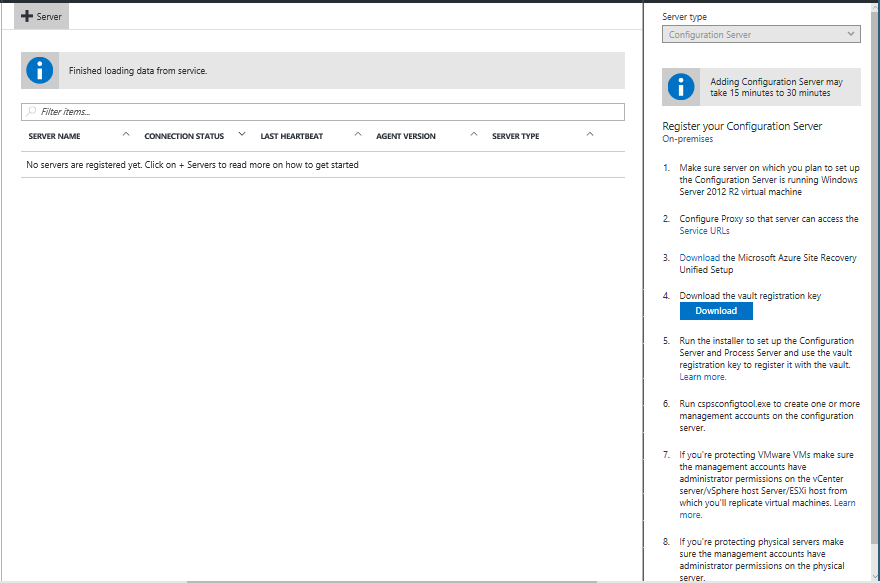 Server
Finished loading data from service.
Filter items...
SERVER NAME CONNECTION STATUS LAST HEARTBEAT AGENT VERSION SERVER TYPE
No servers are registered yet. Click on + Servers to read more on how to get started
Server type
Configuration Server
Adding Configuration Server may
take 15 minutes to 30 minutes
Register your Configuration Server
On-premises
1. Make sure server on which you plan to set up
the Configuration Server is running Windows
Server 2012 R2 virtual machine
2. Configure Proxy so that server can access the
Service URLs
3. Download the Microsoft Azure Site Recovery
Unified Setup
4. Download the vault registration key
Download
5. Run the installer to set up the Configuration
Server and Process Server and use the vault
registration key to register it with the vault.
Learn more.
6. Run cspsconfigtool.exe to create one or more
management accounts on the configuration
server.
7. If you're protecting VMware VMs make sure
the management accounts have
administrator permissions on the vCenter
server/vSphere host Server/ESXi host from
which you'll replicate virtual machines. Learn
more.
8. If you're protecting physical servers make
sure the management accounts have
administrator permissions on the physical
server.